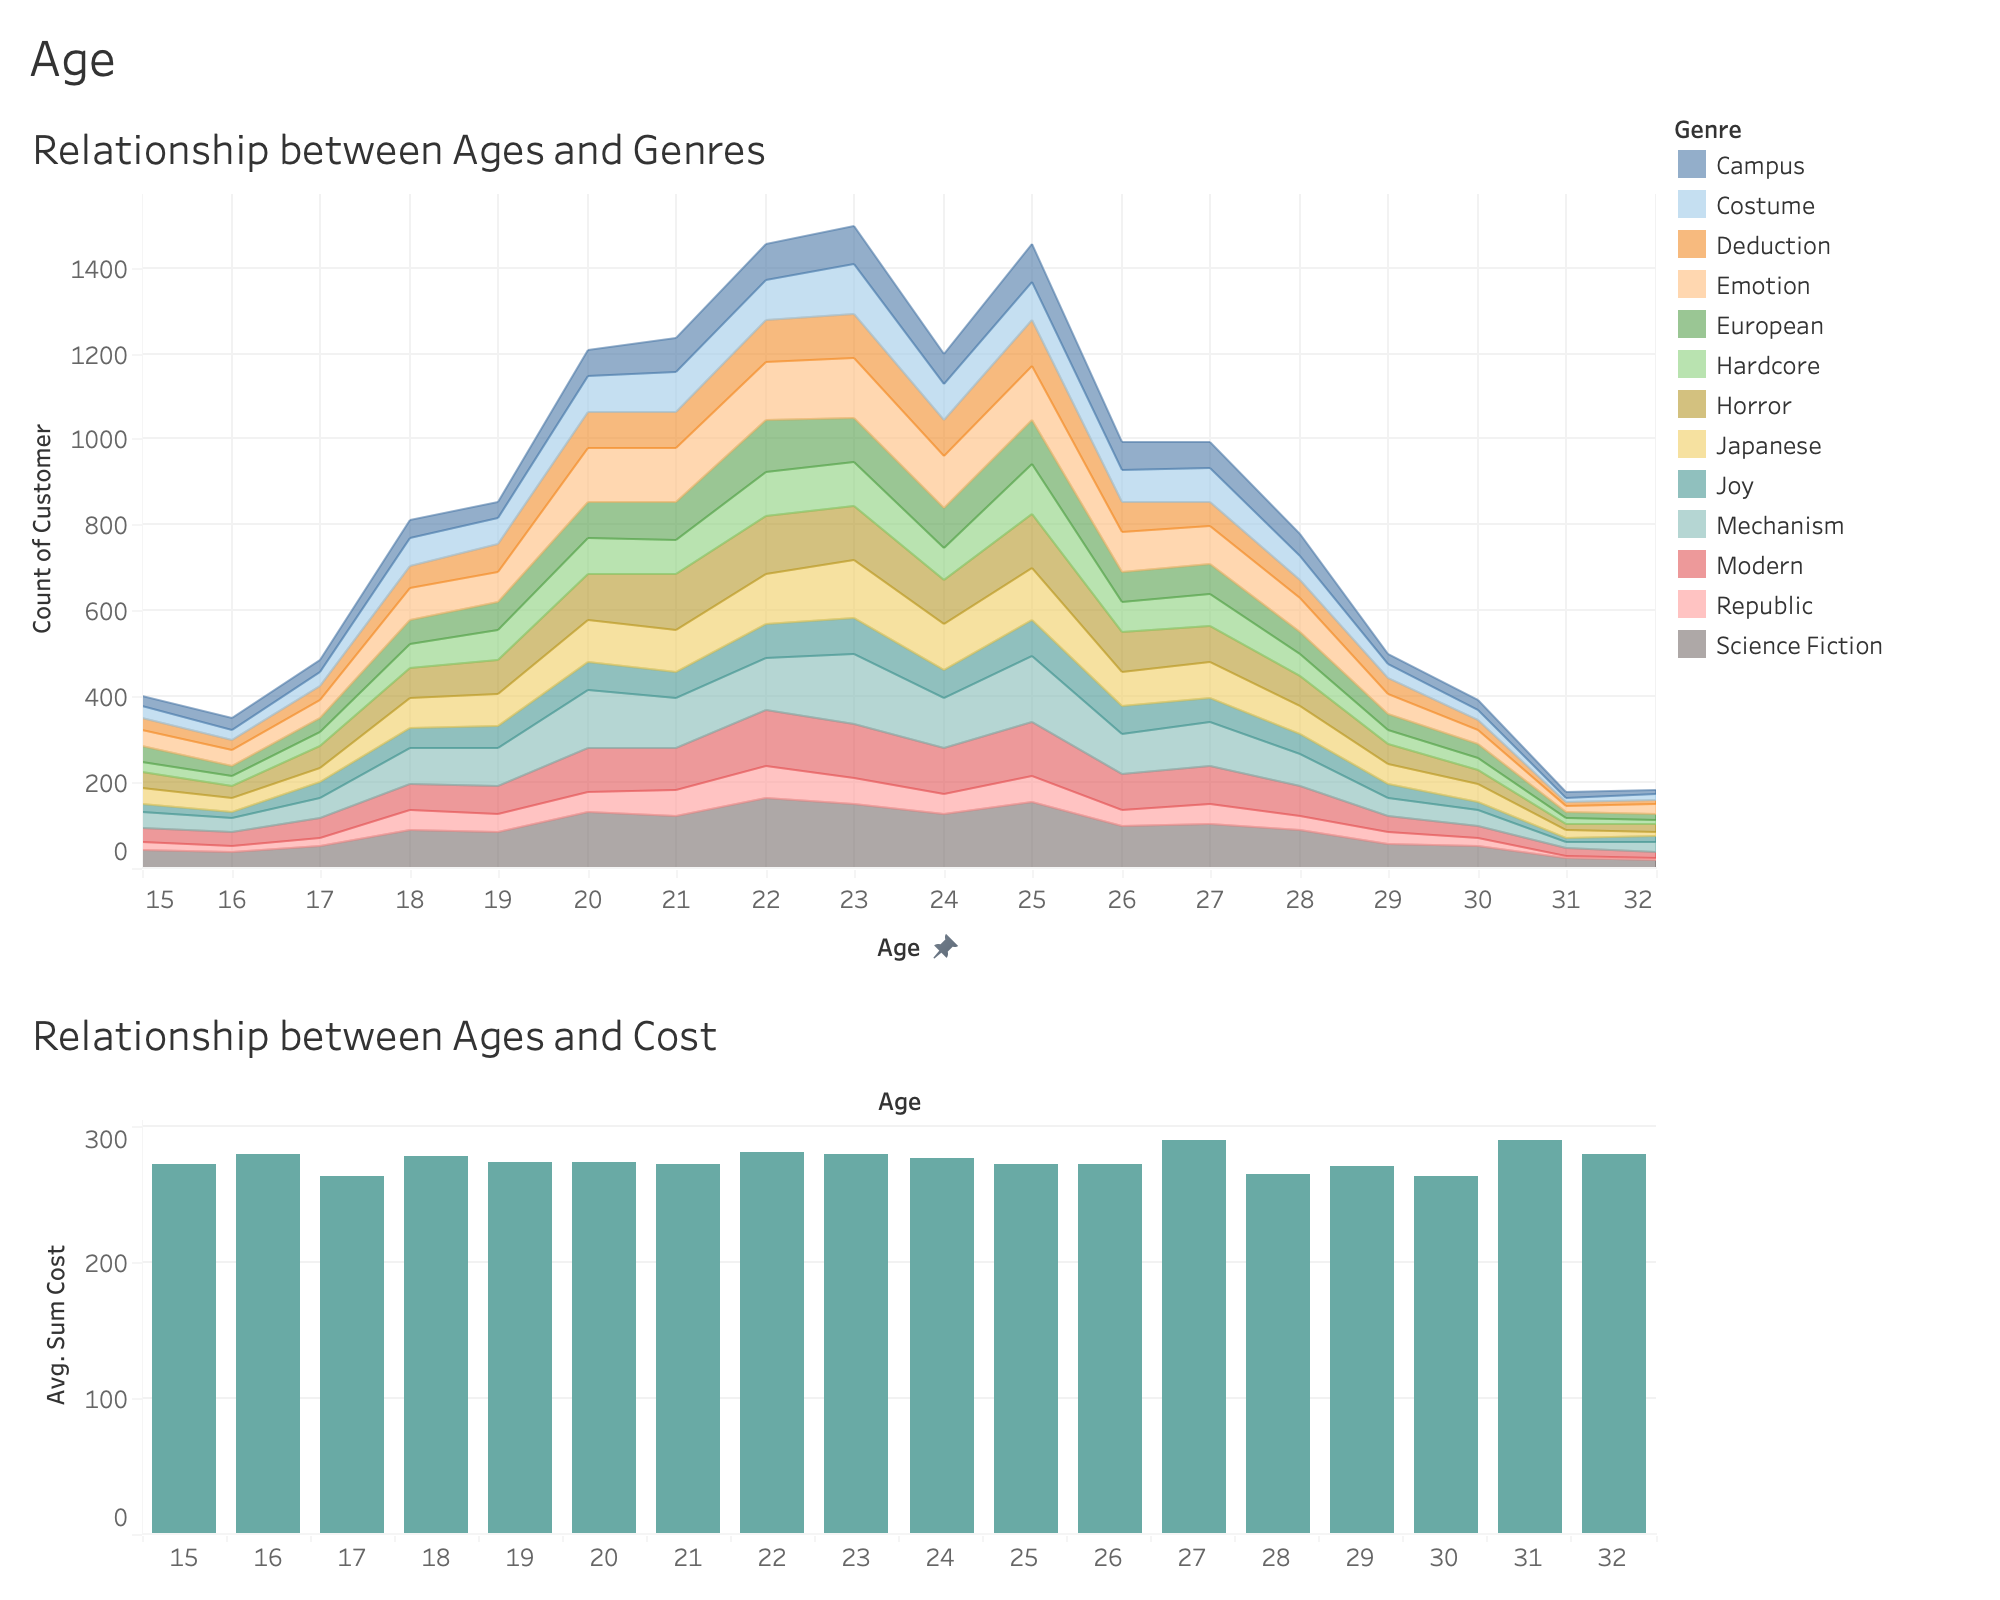 Age
Relationship between Ages and Genres
Genre
Campus
Costume
Deduction
Emotion
European
Hardcore
Horror
Japanese
Joy
Mechanism
Modern
Republic
Science Fiction
Count of Customer
1400
1200
1000
800
600
400
200
0
15 16 17 18 19 20 21 22 23 24 25 26 27 28 29 30 31 32
Age
Relationship between Ages and Cost
Age
Avg. Sum Cost
300
200
100
0
15 16 17 18 19 20 21 22 23 24 25 26 27 28 29 30 31 32